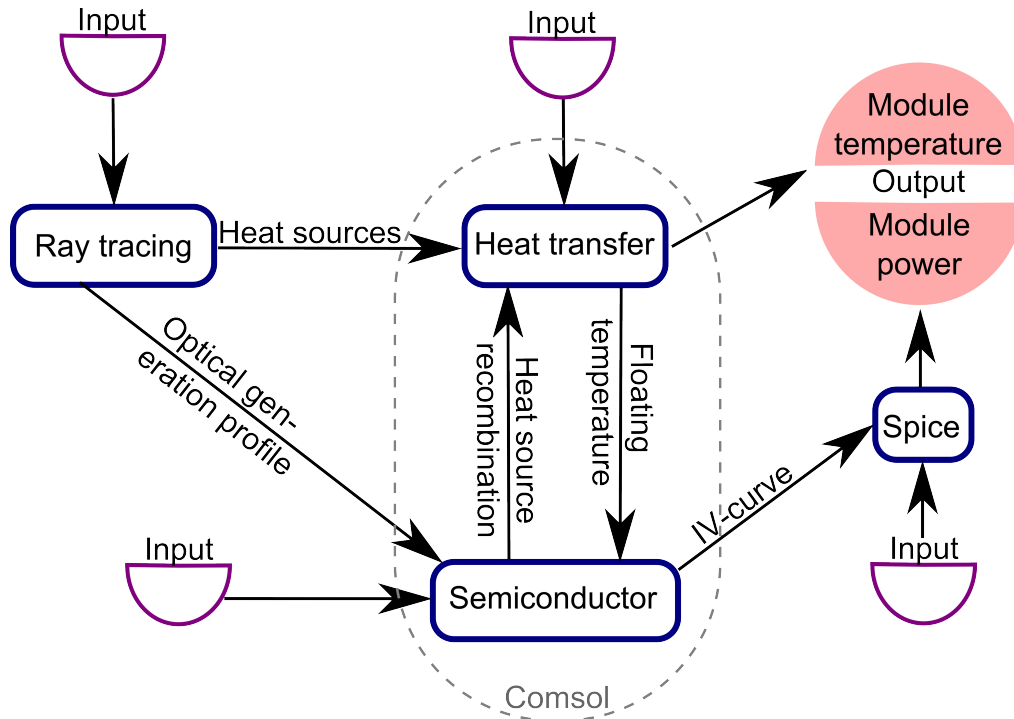 Input
Input
Module
temperature
Output
Module
power
Ray tracing
Heat sources
Heat transfer
Optical gen-
eration profile
Heat source
recombination
Floating
temperature
Spice
IV-curve
Input
Input
Semiconductor
Comsol